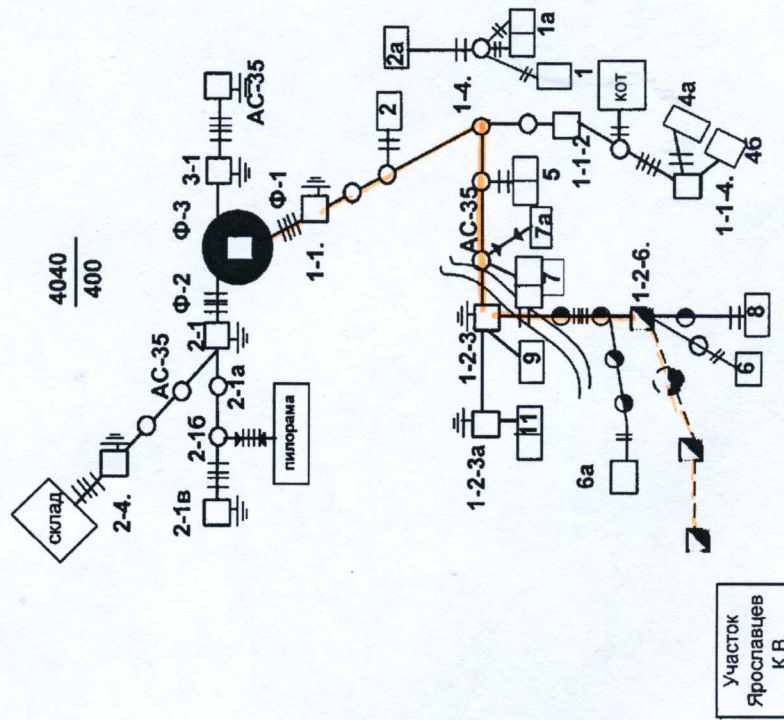 4040
400
Ф-3
Ф-2
Ф-1
3-1
АС-35
2-1
АС-35
2-1а
2-1б
2-1в
пилорама
2-4.
склад
1-1.
2
1-4.
2а
1а
1
АС-35
5
7а
7
1-1-2
кот
4а
4б
1-1-4.
1-2-3
9
1-2-3а
11
6а
1-2-6.
6
8
Участок
Ярославцев
К.В.